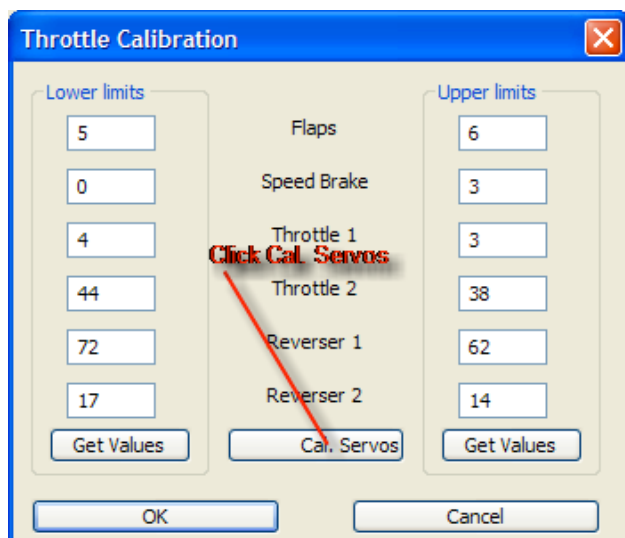 Throttle Calibration
Lower limits Upper limits
5 Flaps 6
0 Speed Brake 3
4 Throttle 1 3
Click Cal. Servos
44 Throttle 2 38
72 Reverser 1 62
17 Reverser 2 14
Get Values Cal. Servos Get Values
OK Cancel